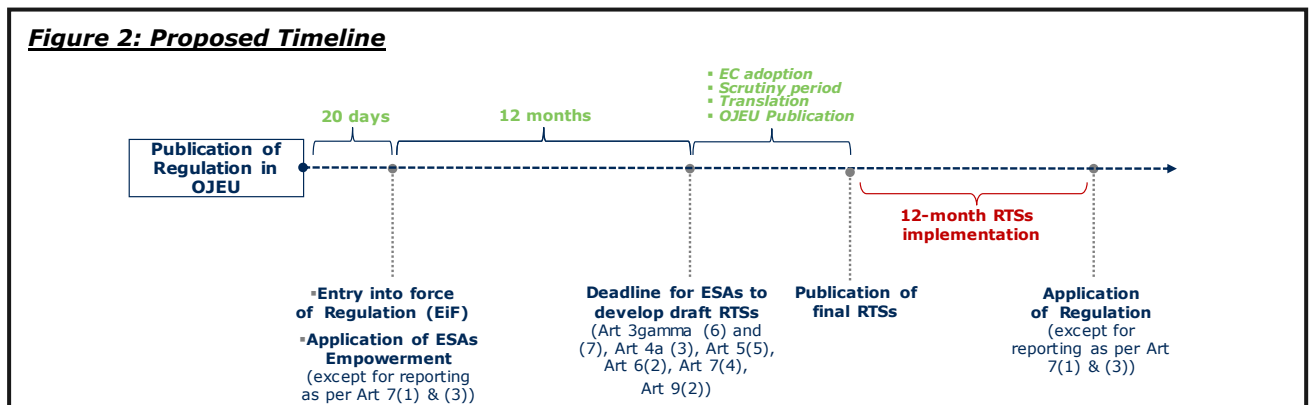 Figure 2: Proposed Timeline
▪ EC adoption
▪ Scrutiny period
▪ Translation
▪ OJEU Publication
20 days
12 months
Publication of
Regulation in
OJEU
12-month RTSs
implementation
▪Entry into force
of Regulation (EiF)
▪Application of ESAs
Empowerment
(except for reporting
as per Art 7(1) & (3))
Deadline for ESAs to
develop draft RTSs
(Art 3gamma (6) and
(7), Art 4a (3), Art 5(5),
Art 6(2), Art 7(4),
Art 9(2))
Publication of
final RTSs
Application
of Regulation
(except for
reporting as per Art
7(1) & (3))